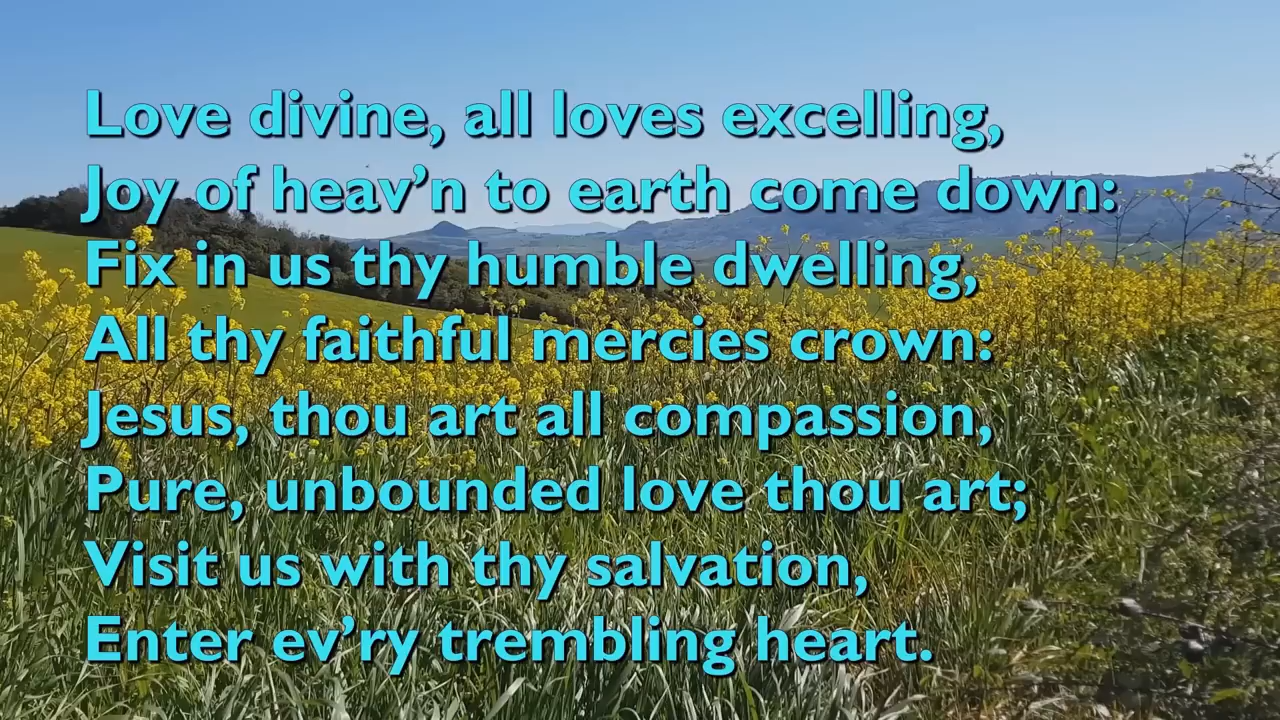 Love divine, all loves excelling,
Joy of heav’n to earth come down:
Fix in us thy humble dwelling,
All thy faithful mercies crown:
Jesus, thou art all compassion,
Pure, unbounded love thou art;
Visit us with thy salvation,
Enter ev’ry trembling heart.